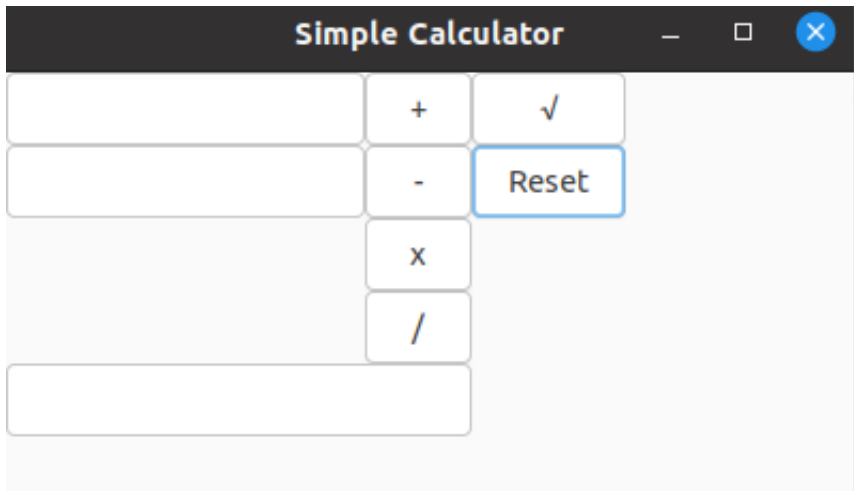 Simple Calculator
+ √
- Reset
x
/